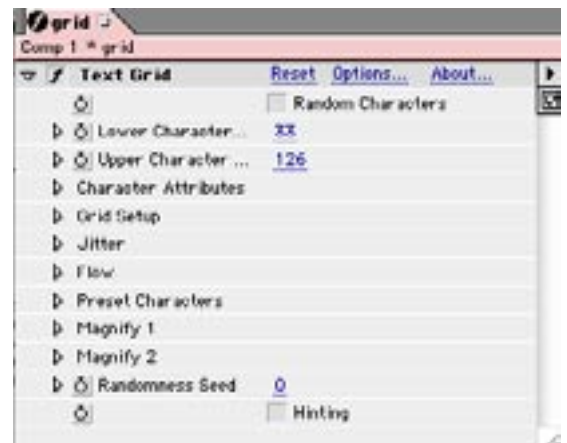 grid
Comp 1 * grid
Text Grid Reset Options... About...
Random Characters
Lower Character...
Upper Character ... 126
Character Attributes
Grid Setup
Jitter
Flow
Preset Characters
Magnify 1
Magnify 2
Randomness Seed 0
Hinting